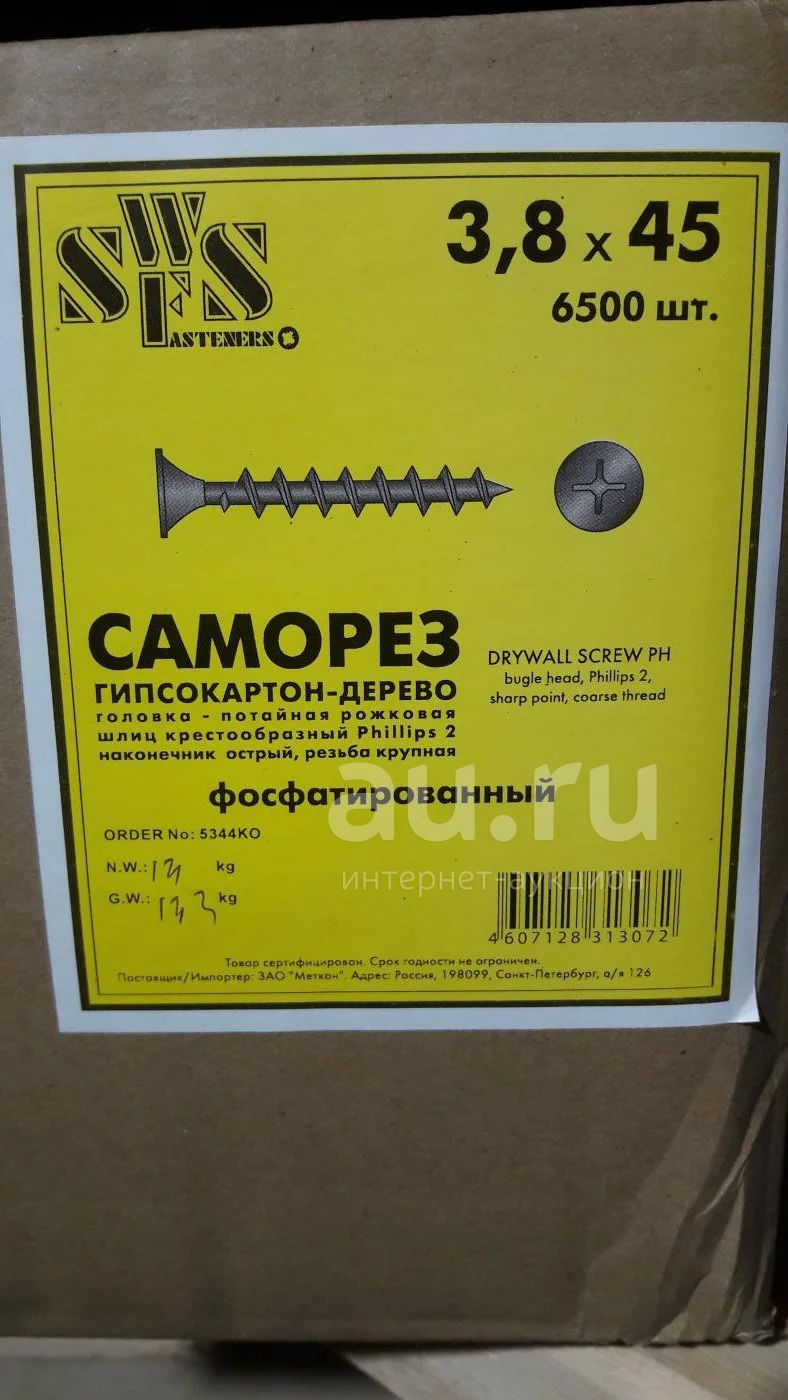 SWFS
FASTENERS
3,8 x 45
6500 шт.
САМОРЕЗ
ГИПСОКАРТОН-ДЕРЕВО
головка - потайная рожковая
шлиц крестообразный Phillips 2
наконечник острый, резьба крупная
DRYWALL SCREW PH
bugle head, Phillips 2,
sharp point, coarse thread
фосфатированный
au.ru
интернет-аукцион
ORDER No: 5344KO
N.W.: kg
G.W.: kg
4 607128 313072
Товар сертифицирован. Срок годности не ограничен.
Поставщик/Импортер: ЗАО "Меткон". Адрес: Россия, 198099, Санкт-Петербург, а/я 126